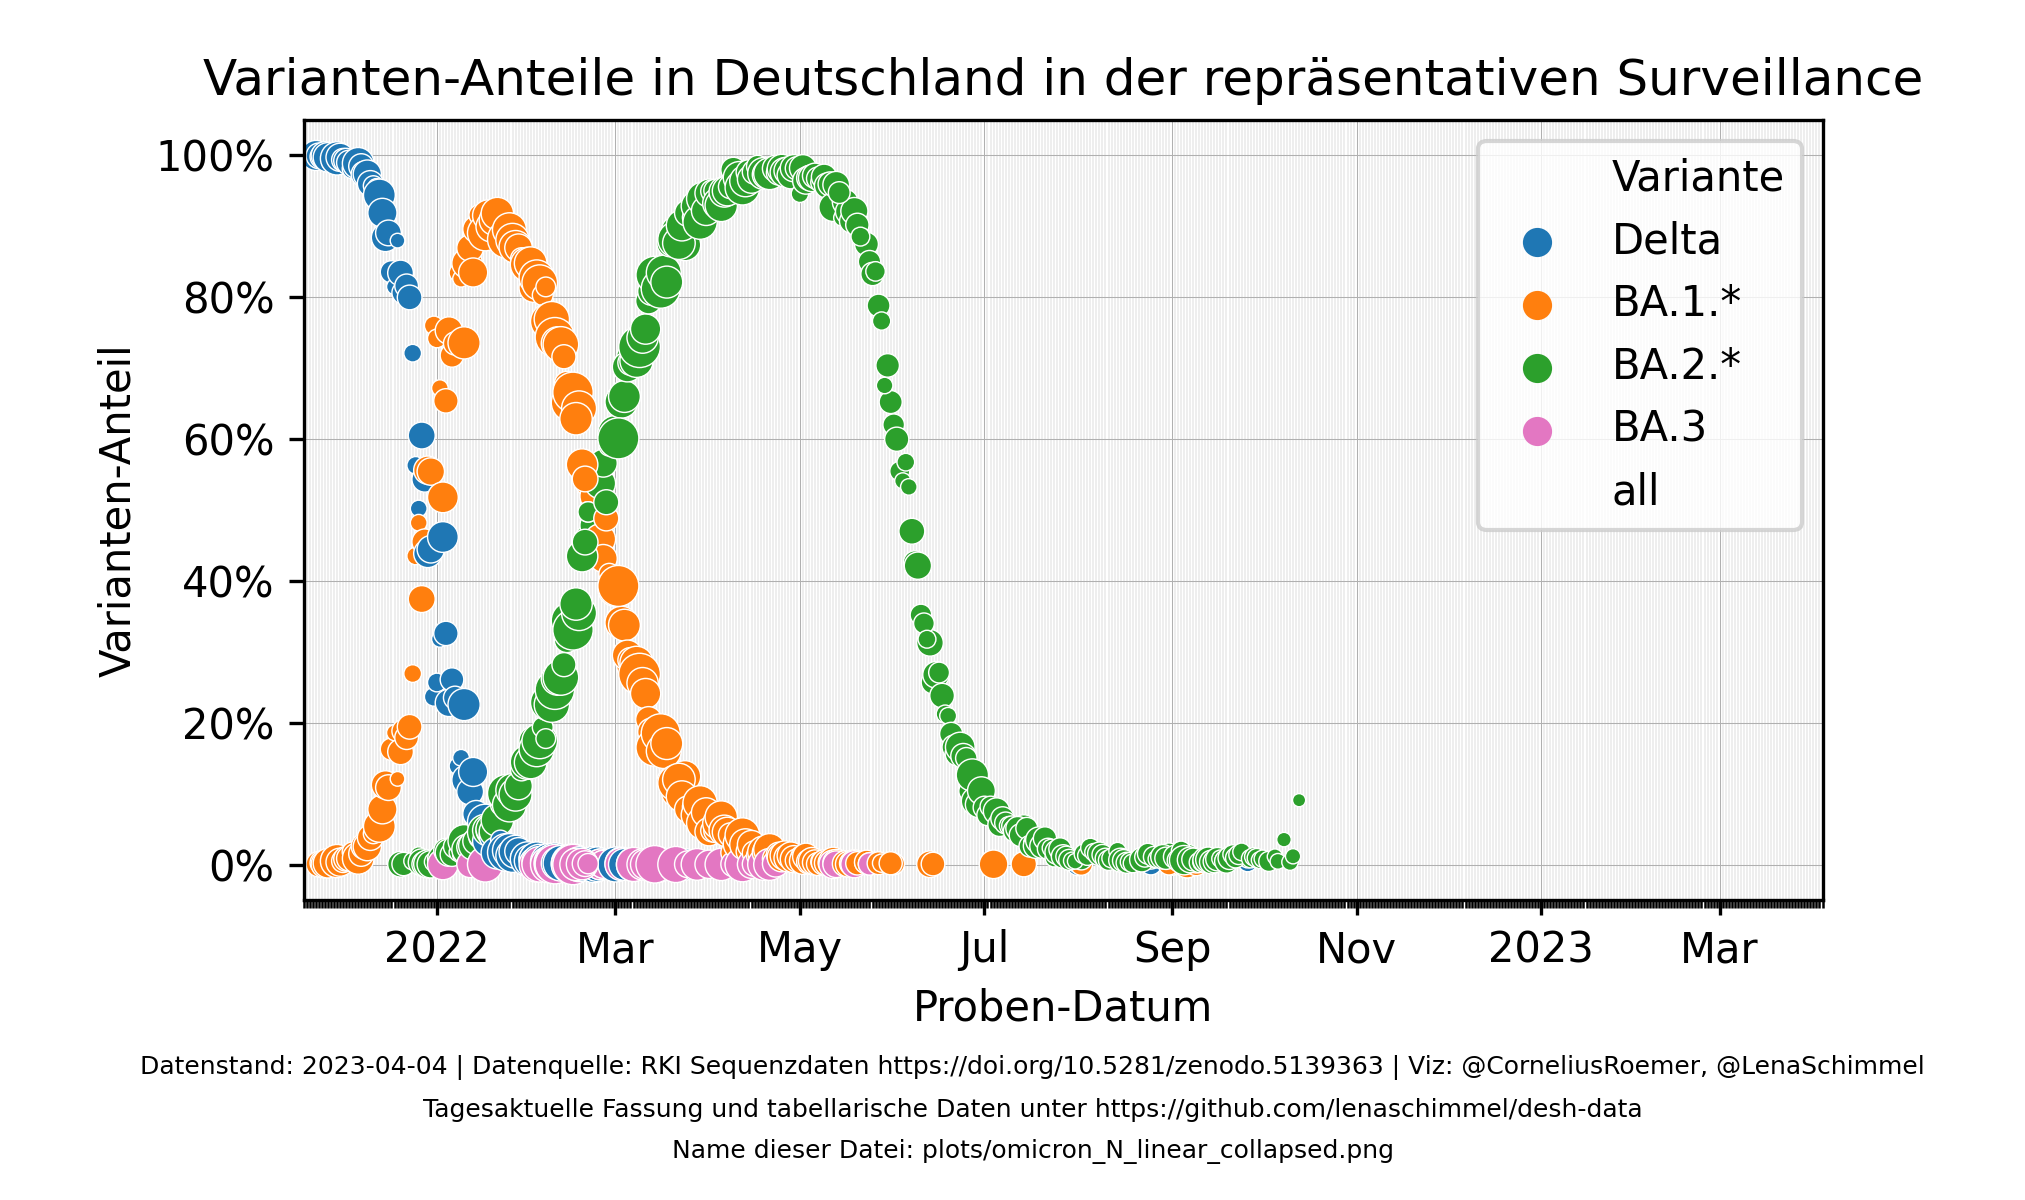 Varianten-Anteile in Deutschland in der repräsentativen Surveillance
100%
80%
60%
40%
20%
0%
Varianten-Anteil
Variante
Delta
BA.1.*
BA.2.*
BA.3
all
2022 Mar May Jul Sep Nov 2023 Mar
Proben-Datum
Datenstand: 2023-04-04 | Datenquelle: RKI Sequenzdaten https://doi.org/10.5281/zenodo.5139363 | Viz: @CorneliusRoemer, @LenaSchimmel
Tagesaktuelle Fassung und tabellarische Daten unter https://github.com/lenaschimmel/desh-data
Name dieser Datei: plots/omicron_N_linear_collapsed.png